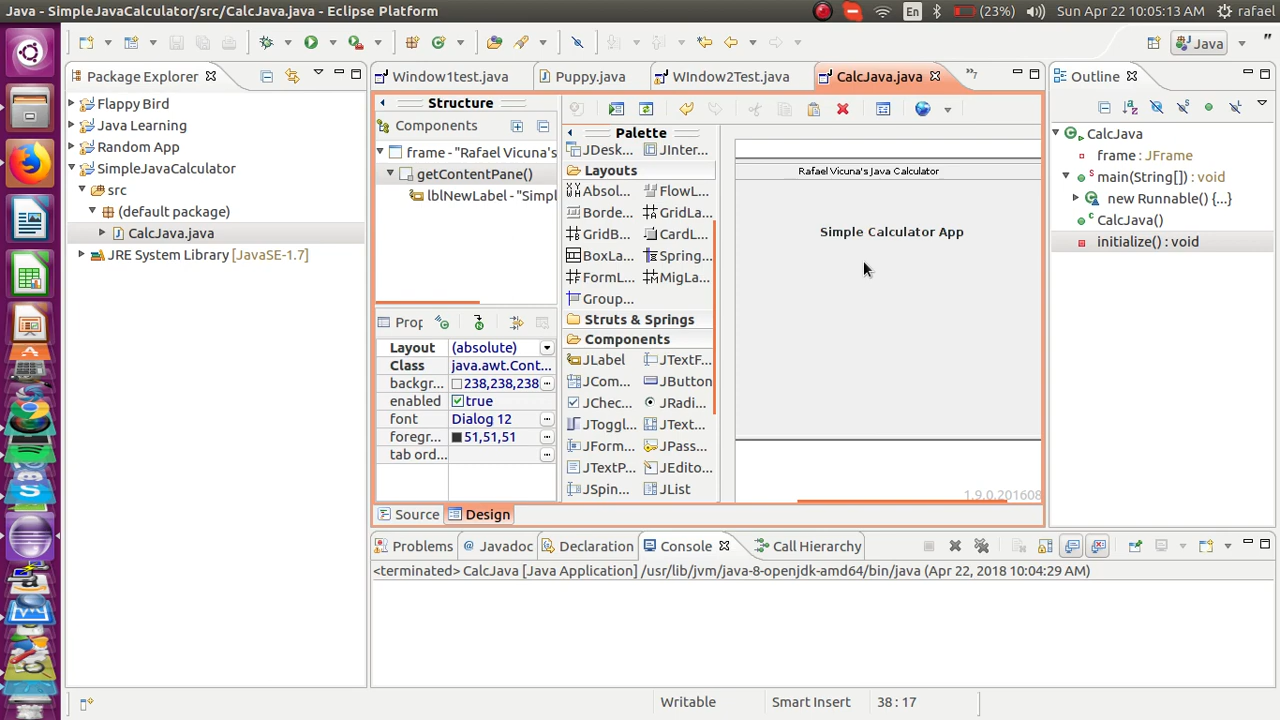 Java - SimpleJavaCalculator/src/CalcJava.java - Eclipse Platform
En (23%) Sun Apr 22 10:05:13 AM rafael
Java
Package Explorer
Flappy Bird
Java Learning
Random App
SimpleJavaCalculator
src
(default package)
CalcJava.java
JRE System Library [JavaSE-1.7]
Window1test.java Puppy.java WIndow2Test.java CalcJava.java »7
Structure
Components
frame - "Rafael Vicuna's
getContentPane()
lblNewLabel - "Simpl
Prop
Layout (absolute)
Class java.awt.Cont...
backgr... 238,238,238
enabled true
font Dialog 12
foregr... 51,51,51
tab ord...
Palette
JDesk... JInter...
Layouts
Absol... FlowL...
Borde... GridLa...
GridB... CardL...
BoxLa... Spring...
FormL... MigLa...
Group...
Struts & Springs
Components
JLabel JTextF...
JCom... JButton
JChec... JRadi...
JToggl... JText...
JForm... JPass...
JTextP... JEdito...
JSpin... JList
Rafael Vicuna's Java Calculator
Simple Calculator App
1.9.0.201608
Source Design
Outline
CalcJava
frame : JFrame
main(String[]) : void
new Runnable() {...}
CalcJava()
initialize() : void
Problems @ Javadoc Declaration Console Call Hierarchy
<terminated> CalcJava [Java Application] /usr/lib/jvm/java-8-openjdk-amd64/bin/java (Apr 22, 2018 10:04:29 AM)
Writable Smart Insert 38 : 17